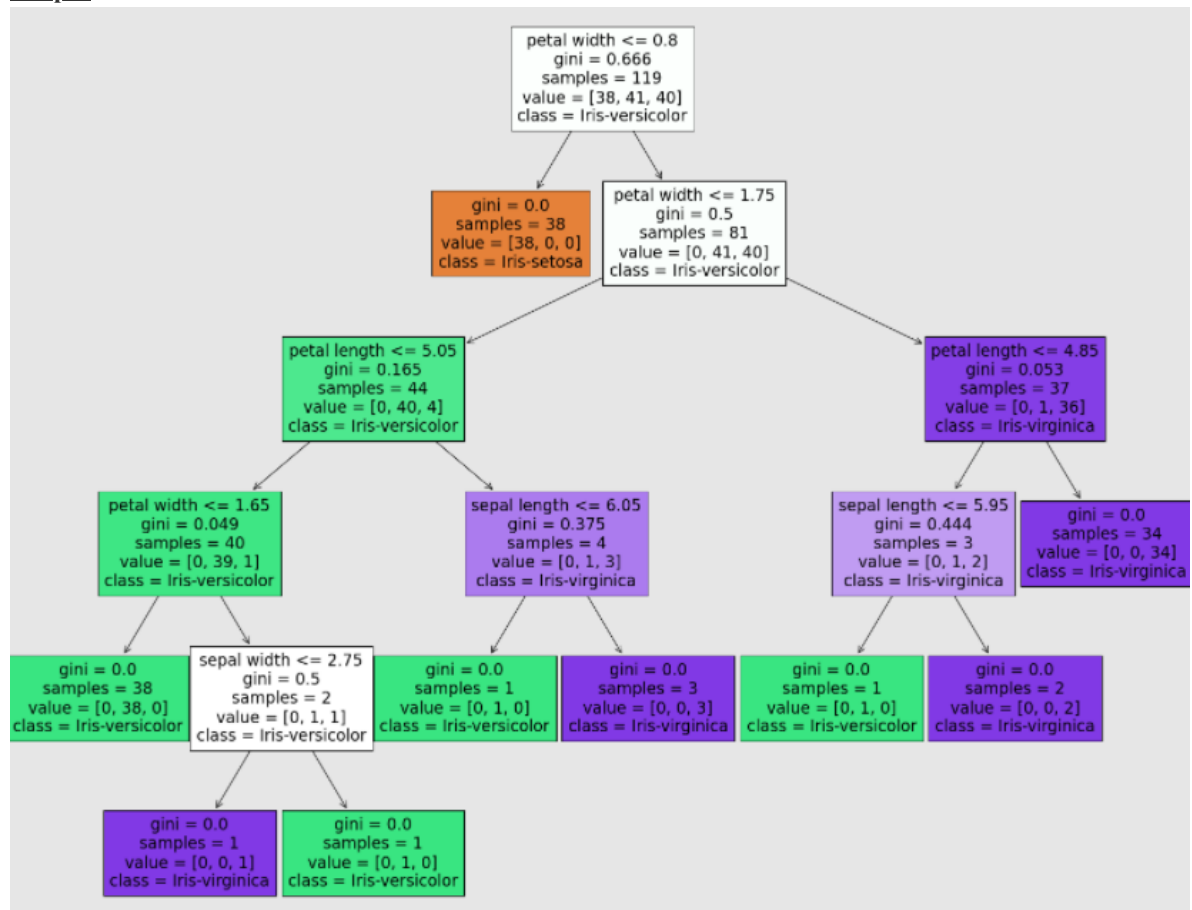 petal width <= 0.8
gini = 0.666
samples = 119
value = [38, 41, 40]
class = Iris-versicolor
gini = 0.0
samples = 38
value = [38, 0, 0]
class = Iris-setosa
petal width <= 1.75
gini = 0.5
samples = 81
value = [0, 41, 40]
class = Iris-versicolor
petal length <= 5.05
gini = 0.165
samples = 44
value = [0, 40, 4]
class = Iris-versicolor
petal length <= 4.85
gini = 0.053
samples = 37
value = [0, 1, 36]
class = Iris-virginica
petal width <= 1.65
gini = 0.049
samples = 40
value = [0, 39, 1]
class = Iris-versicolor
sepal length <= 6.05
gini = 0.375
samples = 4
value = [0, 1, 3]
class = Iris-virginica
sepal length <= 5.95
gini = 0.444
samples = 3
value = [0, 1, 2]
class = Iris-virginica
gini = 0.0
samples = 34
value = [0, 0, 34]
class = Iris-virginica
gini = 0.0
samples = 38
value = [0, 38, 0]
class = Iris-versicolor
sepal width <= 2.75
gini = 0.5
samples = 2
value = [0, 1, 1]
class = Iris-versicolor
gini = 0.0
samples = 1
value = [0, 1, 0]
class = Iris-versicolor
gini = 0.0
samples = 3
value = [0, 0, 3]
class = Iris-virginica
gini = 0.0
samples = 1
value = [0, 1, 0]
class = Iris-versicolor
gini = 0.0
samples = 2
value = [0, 0, 2]
class = Iris-virginica
gini = 0.0
samples = 1
value = [0, 0, 1]
class = Iris-virginica
gini = 0.0
samples = 1
value = [0, 1, 0]
class = Iris-versicolor